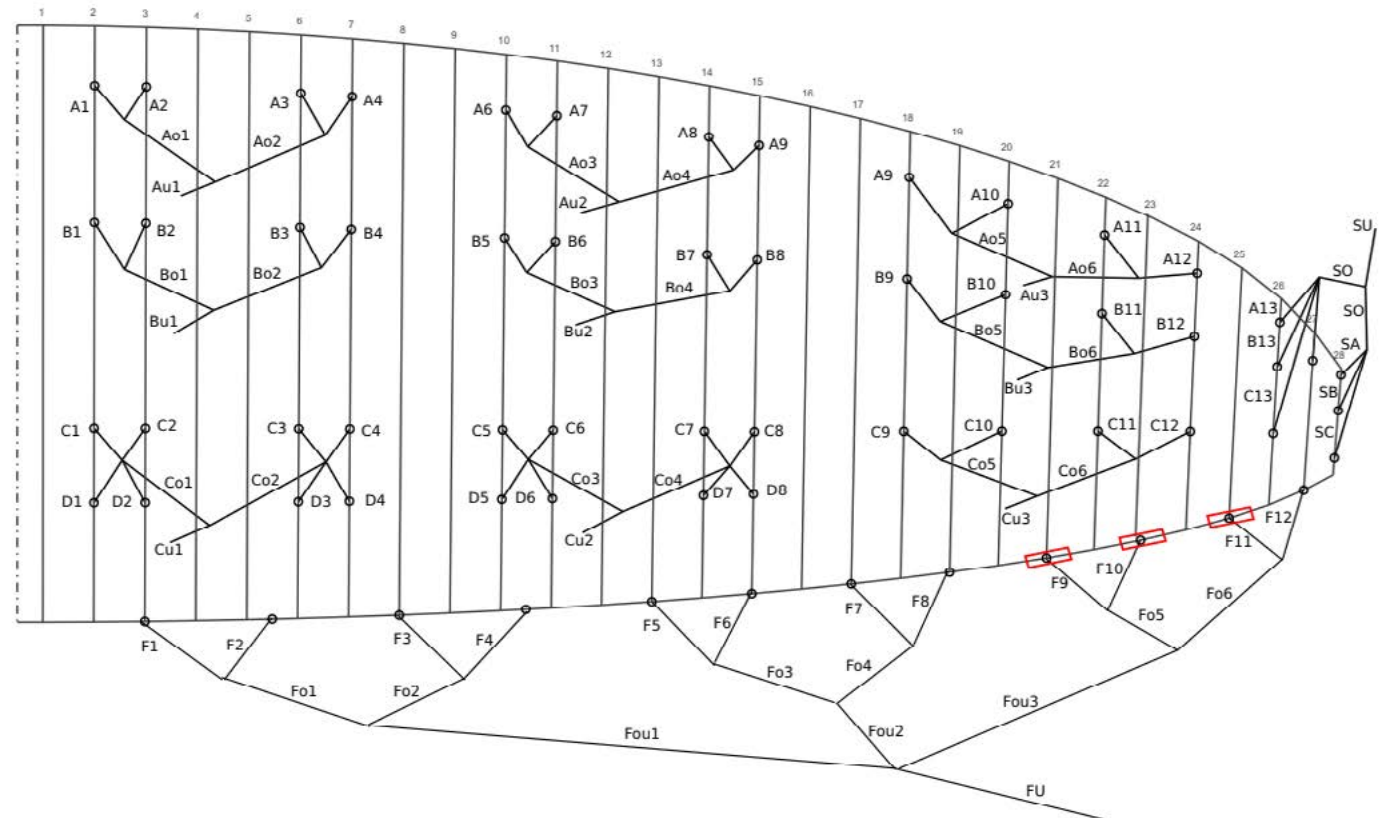 1 2 3 4 5 6 7 8 9 10 11 12 13 14 15 16 17 18 19 20 21 22 23 24 25 26 27 28
A1 A2 A3 A4 A6 A7 A8 A9 A9 A10 A11 A12 A13
Ao1 Ao2 Ao3 Ao4 Ao5 Ao6
Au1 Au2 Au3
SU
SO
SO
SA
SB
SC
B1 B2 B3 B4 B5 B6 B7 B8 B9 B10 B11 B12 B13
Bo1 Bo2 Bo3 Bo4 Bo5 Bo6
Bu1 Bu2 Bu3
C1 C2 C3 C4 C5 C6 C7 C8 C9 C10 C11 C12 C13
Co1 Co2 Co3 Co4 Co5 Co6
D1 D2 D3 D4 D5 D6 D7 D8
Cu1 Cu2 Cu3
F1 F2 F3 F4 F5 F6 F7 F8 F9 F10 F11 F12
Fo1 Fo2 Fo3 Fo4 Fo5 Fo6
Fou1 Fou2 Fou3
FU